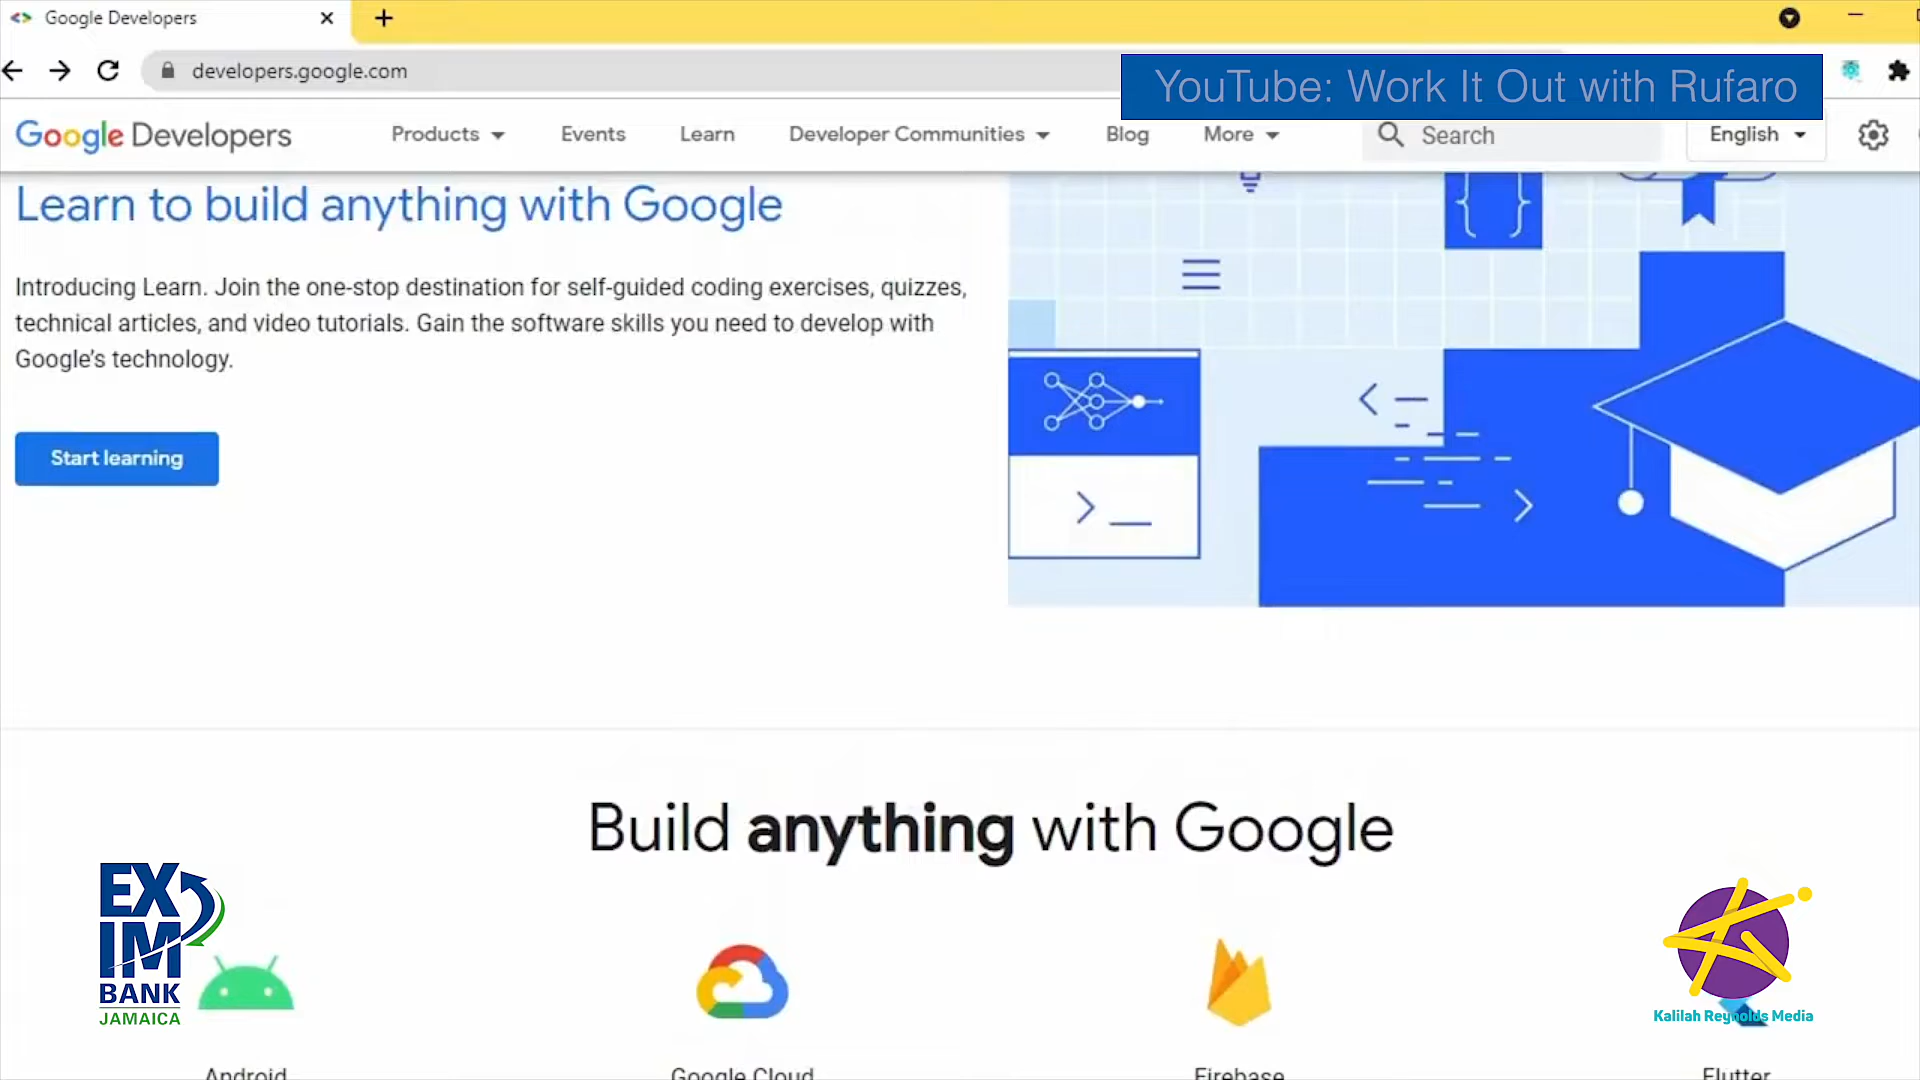 Google Developers
developers.google.com
YouTube: Work It Out with Rufaro
Google Developers
Products
Events
Learn
Developer Communities
Blog
More
Search
English
Learn to build anything with Google
Introducing Learn. Join the one-stop destination for self-guided coding exercises, quizzes,
technical articles, and video tutorials. Gain the software skills you need to develop with
Google's technology.
Start learning
Build anything with Google
EX
IM
BANK
JAMAICA
Kalilah Reynolds Media
Android
Google Cloud
Firebase
Flutter